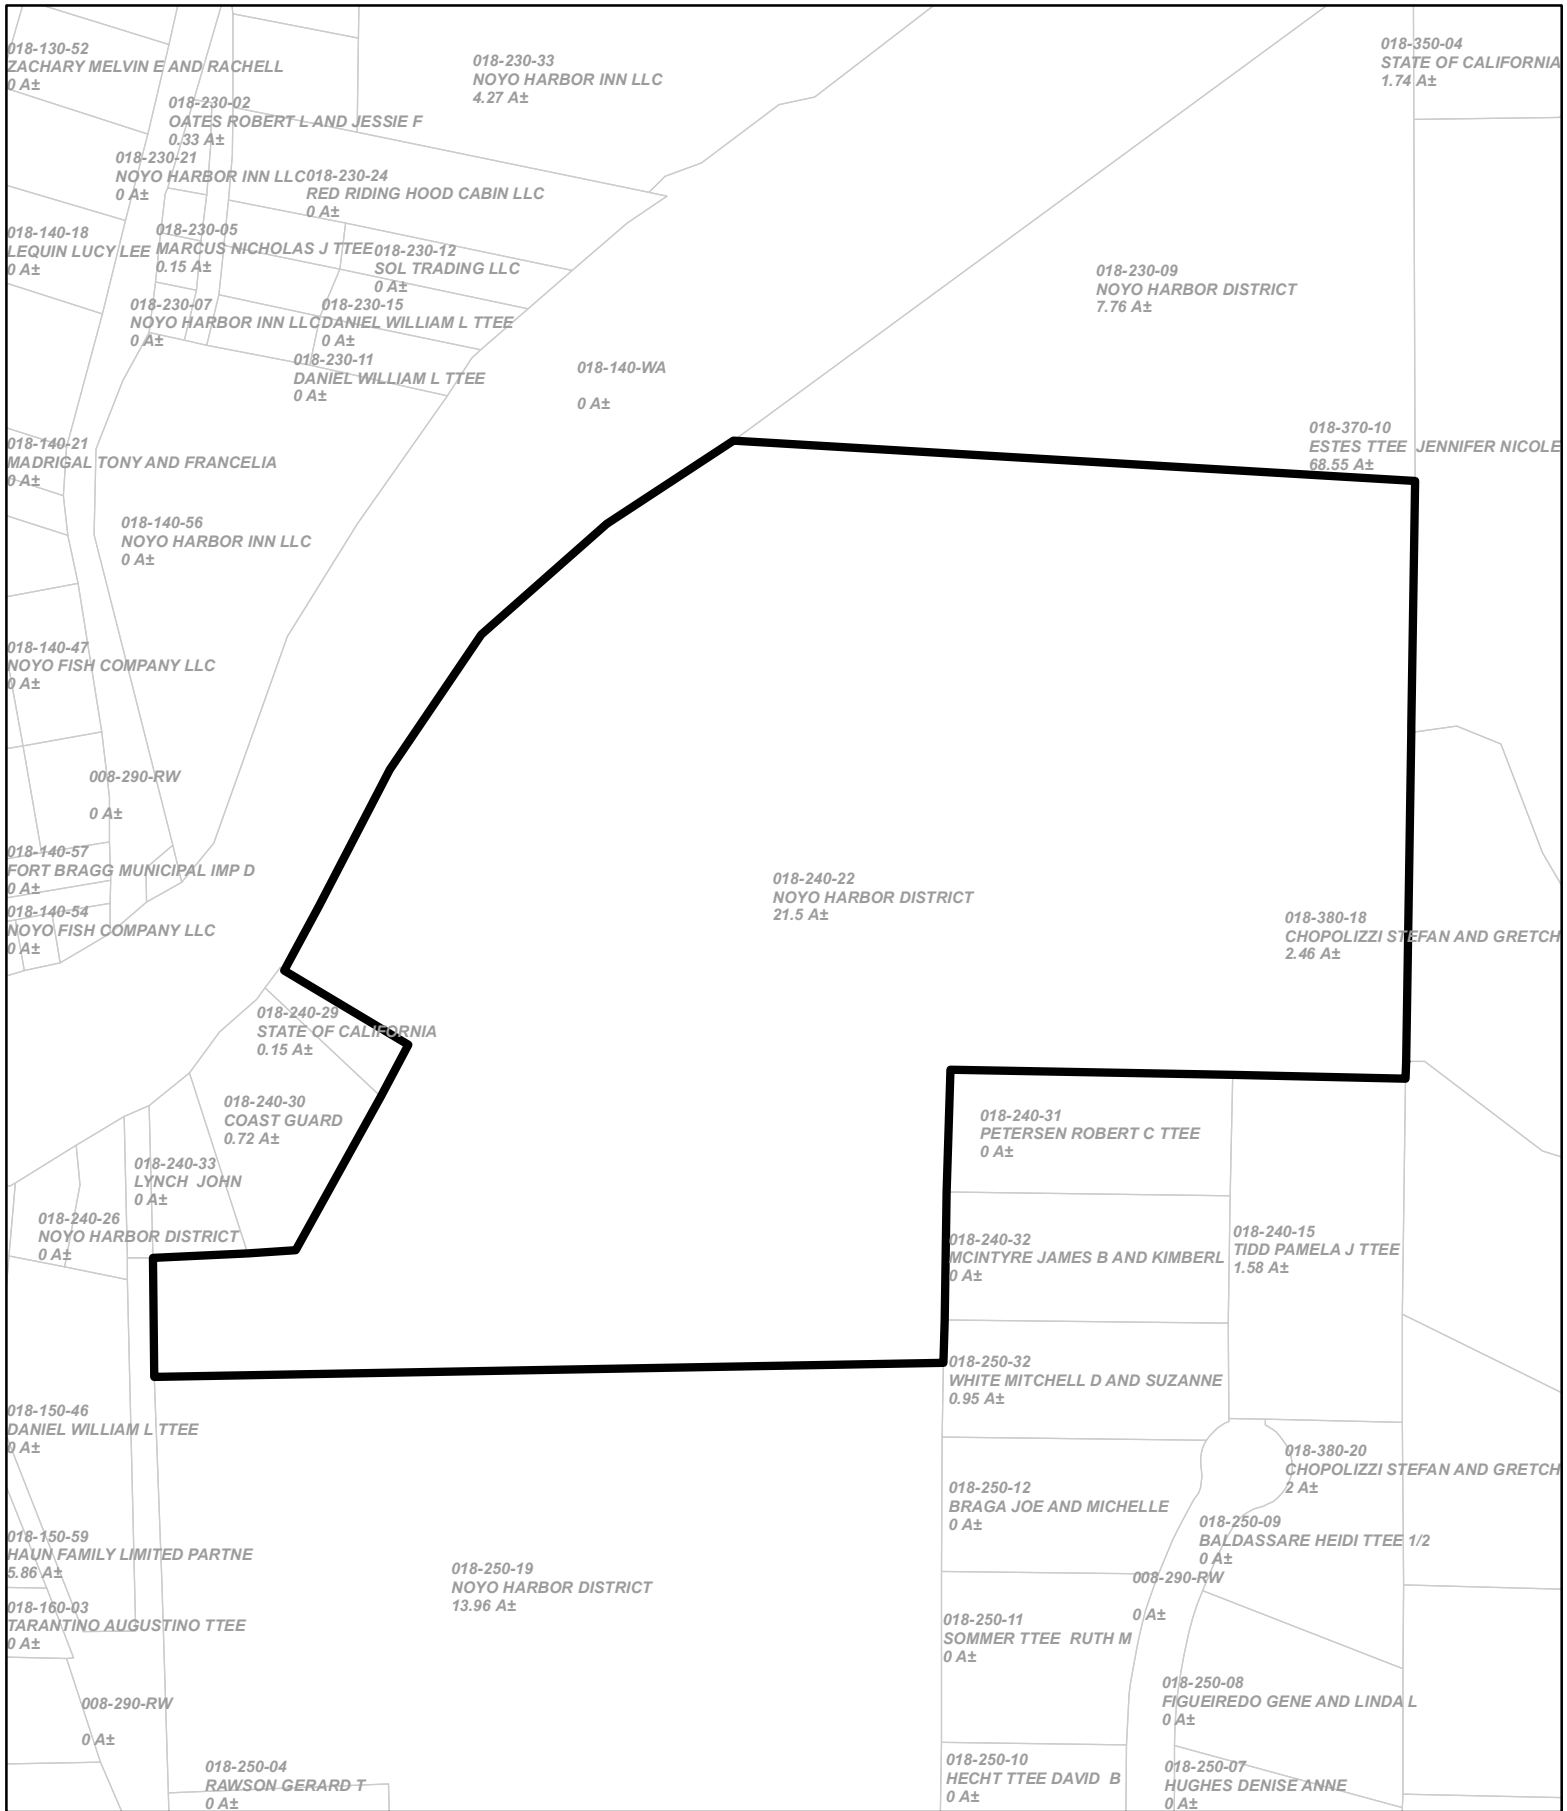 018-130-52
ZACHARY MELVIN E AND RACHELL
0 A±
018-230-33
NOYO HARBOR INN LLC
4.27 A±
018-350-04
STATE OF CALIFORNIA
1.74 A±
018-230-02
OATES ROBERT L AND JESSIE F
0.33 A±
018-230-21
NOYO HARBOR INN LLC
0 A±
018-230-24
RED RIDING HOOD CABIN LLC
0 A±
018-140-18
LEQUIN LUCY LEE
0 A±
018-230-05
MARCUS NICHOLAS J TTEE
0.15 A±
018-230-12
SOL TRADING LLC
0 A±
018-230-09
NOYO HARBOR DISTRICT
7.76 A±
018-230-07
NOYO HARBOR INN LLC
0 A±
018-230-15
DANIEL WILLIAM L TTEE
0 A±
018-230-11
DANIEL WILLIAM L TTEE
0 A±
018-140-WA
0 A±
018-370-10
ESTES TTEE  JENNIFER NICOLE
68.55 A±
018-140-21
MADRIGAL TONY AND FRANCELIA
0 A±
018-140-56
NOYO HARBOR INN LLC
0 A±
018-140-47
NOYO FISH COMPANY LLC
0 A±
008-290-RW
0 A±
018-140-57
FORT BRAGG MUNICIPAL IMP D
0 A±
018-240-22
NOYO HARBOR DISTRICT
21.5 A±
018-140-54
NOYO FISH COMPANY LLC
0 A±
018-380-18
CHOPOLIZZI STEFAN AND GRETCH
2.46 A±
018-240-29
STATE OF CALIFORNIA
0.15 A±
018-240-30
COAST GUARD
0.72 A±
018-240-31
PETERSEN ROBERT C TTEE
0 A±
018-240-33
LYNCH  JOHN
0 A±
018-240-26
NOYO HARBOR DISTRICT
0 A±
018-240-32
MCINTYRE JAMES B AND KIMBERL
0 A±
018-240-15
TIDD PAMELA J TTEE
1.58 A±
018-250-32
WHITE MITCHELL D AND SUZANNE
0.95 A±
018-150-46
DANIEL WILLIAM L TTEE
0 A±
018-380-20
CHOPOLIZZI STEFAN AND GRETCH
2 A±
018-250-12
BRAGA JOE AND MICHELLE
0 A±
018-250-09
BALDASSARE HEIDI TTEE 1/2
0 A±
018-150-59
HAUN FAMILY LIMITED PARTNE
5.86 A±
018-250-19
NOYO HARBOR DISTRICT
13.96 A±
008-290-RW
0 A±
018-160-03
TARANTINO AUGUSTINO TTEE
0 A±
018-250-11
SOMMER TTEE  RUTH M
0 A±
018-250-08
FIGUEIREDO GENE AND LINDA L
0 A±
008-290-RW
0 A±
018-250-04
RAWSON GERARD T
0 A±
018-250-10
HECHT TTEE DAVID  B
0 A±
018-250-07
HUGHES DENISE ANNE
0 A±